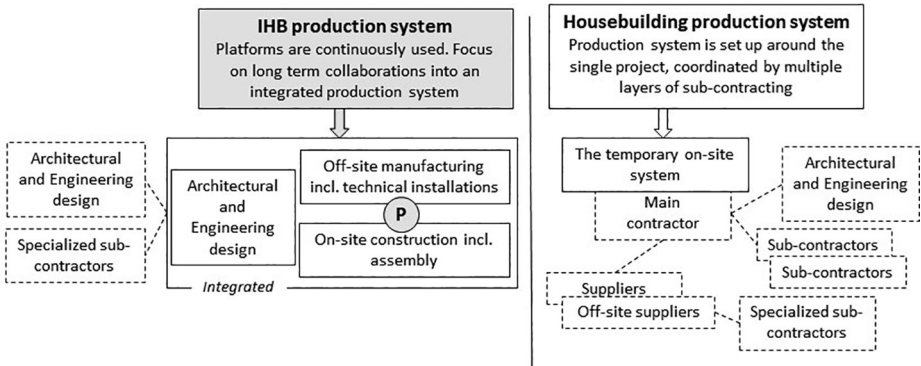 IHB production system
Platforms are continuously used. Focus
on long term collaborations into an
integrated production system
Architectural
and Engineering
design
Specialized sub-
contractors
Architectural
and
Engineering
design
Off-site manufacturing
incl. technical installations
P
On-site construction incl.
assembly
Integrated
Housebuilding production system
Production system is set up around the
single project, coordinated by multiple
layers of sub-contracting
The temporary on-site
system
Main
contractor
Architectural
and Engineering
design
Sub-contractors
Sub-contractors
Suppliers
Off-site suppliers
Specialized sub-
contractors